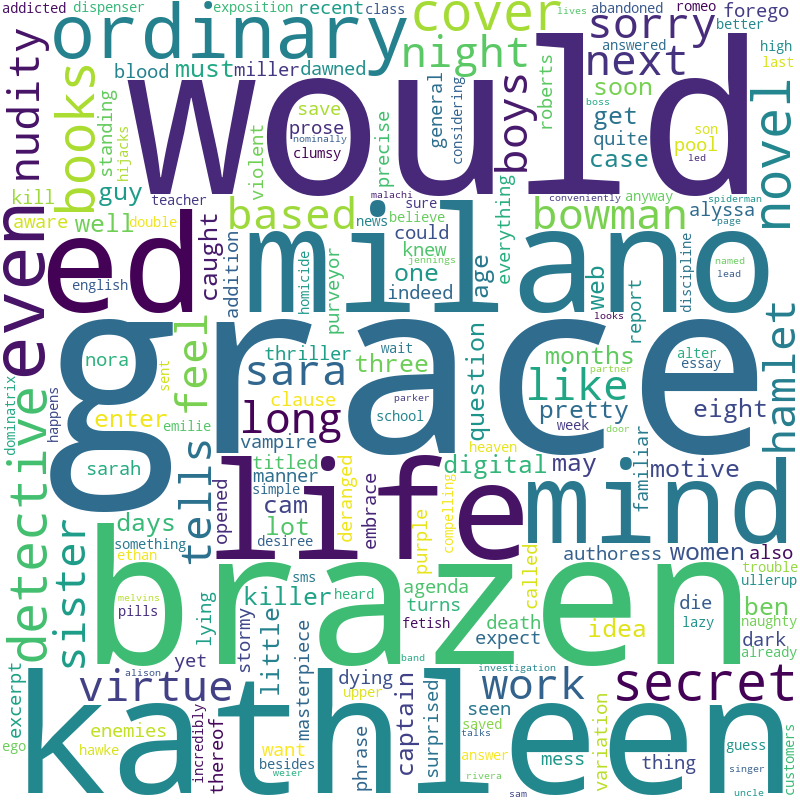 addicted
dispenser
exposition
recent
class
lives
abandoned
romeo
forego
ordinary
cover
sorry
better
answered
high
last
nudity
books
blood
must
miller
dawned
night
next
boss
would
boys
roberts
general
considering
soon
get
quite
case
son
pool
led
novel
standing
hijacks
violent
save
prose
nominally
clumsy
precise
kill
guy
teacher
malachi
sure
conveniently
anyway
spiderman
aware
well
double
based
news
believe
bowman
alyssa
page
even
ed
caught
addition
milano
could
knew
jennings
one
indeed
age
everything
web
report
named
lead
discipline
english
homicide
purveyor
looks
grace
nora
feel
thriller
wait
three
question
months
alter
essay
partner
hamlet
sara
like
pretty
eight
dominatrix
happens
detective
sent
emilie
enter
long
clause
parker
school
week
door
familiar
sarah
tells
vampire
heaven
titled
manner
simple
digital
may
motive
opened
life
cam
lot
desiree
deranged
embrace
purple
compelling
mind
sister
days
something
ethan
authoress
women
also
trouble
ullerup
brazen
melvins
pills
lying
killer
sms
heard
agenda
turns
fetish
called
death
expect
die
lazy
idea
ben
naughty
dark
already
excerpt
yet
stormy
little
masterpiece
band
investigation
alison
virtue
dying
upper
captain
surprised
seen
work
secret
kathleen
enemies
ego
hawke
incredibly
thereof
want
besides
weier
phrase
answer
saved
talks
rivera
sam
mess
variation
thing
guess
singer
uncle
customers